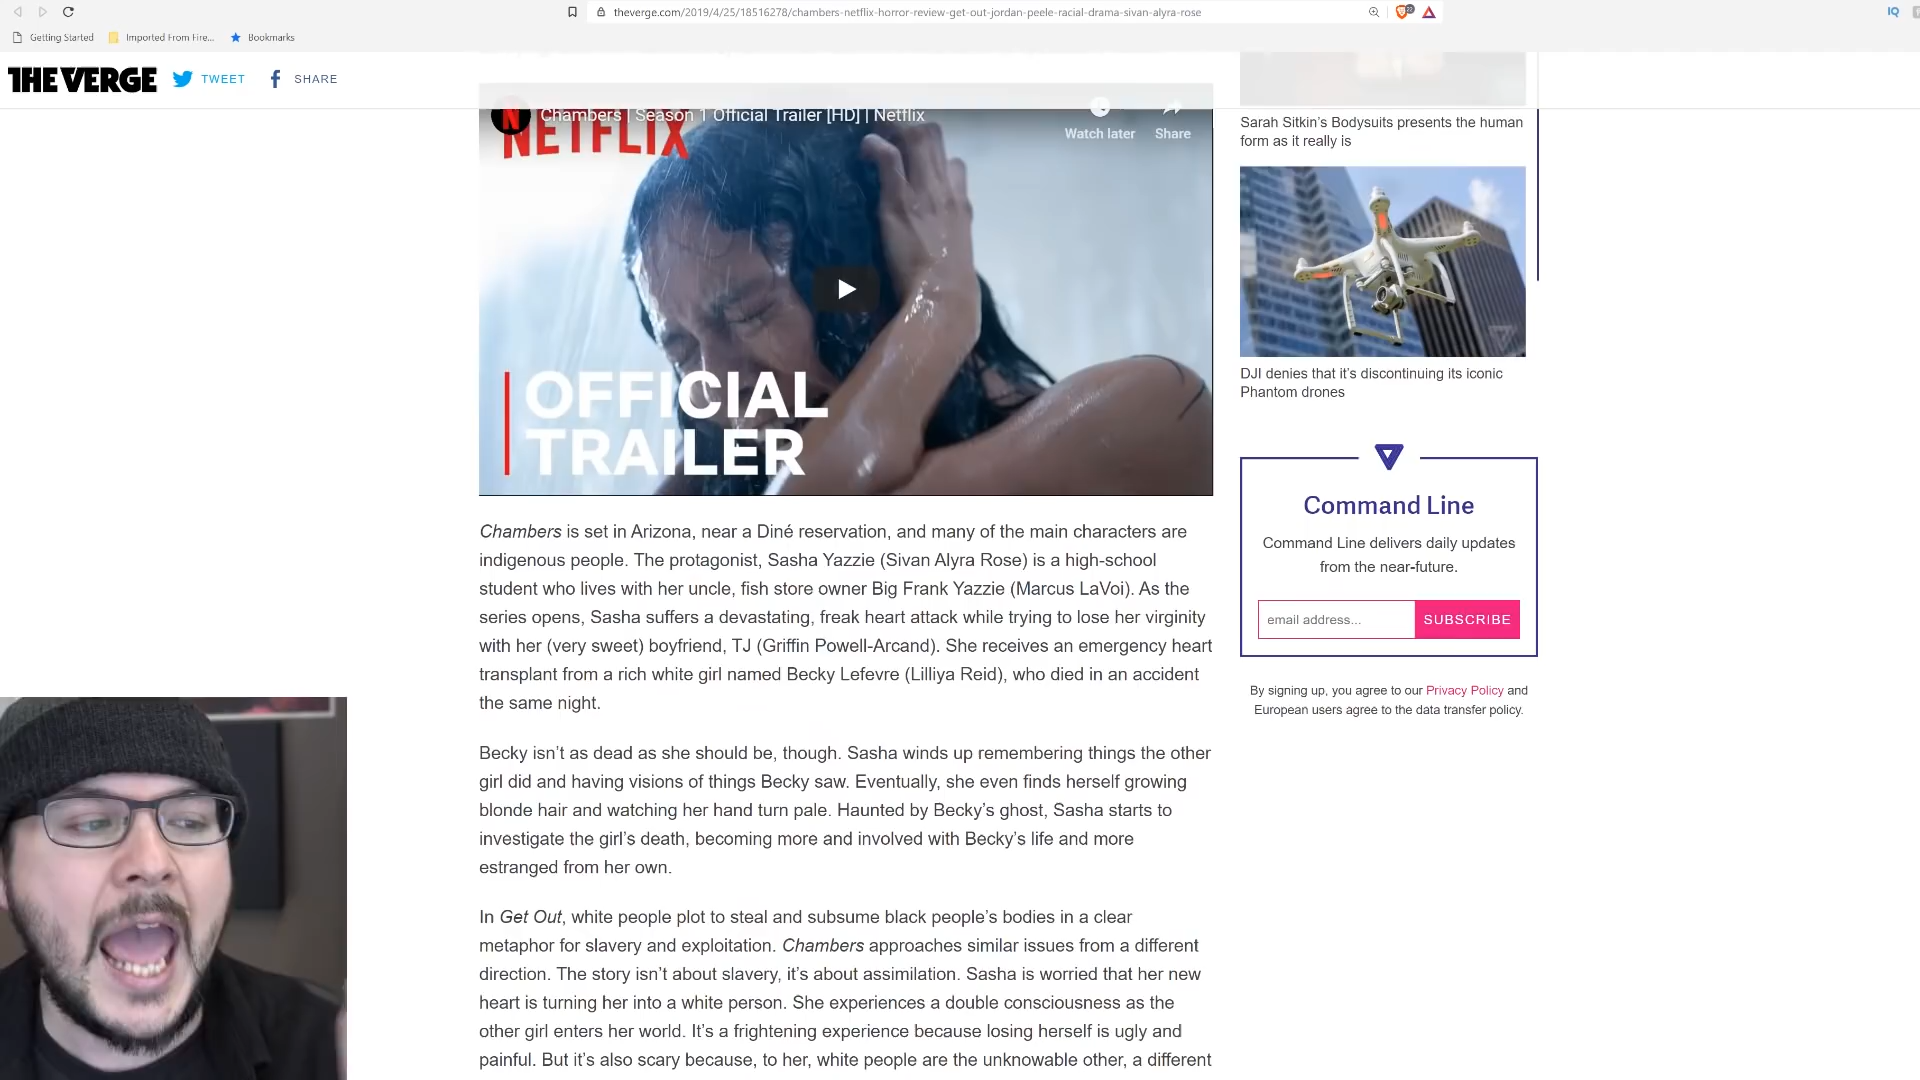 theverge.com/2019/4/25/18516278/chambers-netflix-horror-review-get-out-jordan-peele-racial-drama-sivan-alyra-rose
IQ
Getting Started
Imported From Fire...
Bookmarks
THE VERGE
TWEET
SHARE
NETFLIX
Chambers | Season 1 Official Trailer [HD] | Netflix
Watch later
Share
OFFICIAL
TRAILER
Chambers is set in Arizona, near a Diné reservation, and many of the main characters are
indigenous people. The protagonist, Sasha Yazzie (Sivan Alyra Rose) is a high-school
student who lives with her uncle, fish store owner Big Frank Yazzie (Marcus LaVoi). As the
series opens, Sasha suffers a devastating, freak heart attack while trying to lose her virginity
with her (very sweet) boyfriend, TJ (Griffin Powell-Arcand). She receives an emergency heart
transplant from a rich white girl named Becky Lefevre (Lilliya Reid), who died in an accident
the same night.
Becky isn't as dead as she should be, though. Sasha winds up remembering things the other
girl did and having visions of things Becky saw. Eventually, she even finds herself growing
blonde hair and watching her hand turn pale. Haunted by Becky's ghost, Sasha starts to
investigate the girl's death, becoming more and involved with Becky's life and more
estranged from her own.
In Get Out, white people plot to steal and subsume black people's bodies in a clear
metaphor for slavery and exploitation. Chambers approaches similar issues from a different
direction. The story isn't about slavery, it's about assimilation. Sasha is worried that her new
heart is turning her into a white person. She experiences a double consciousness as the
other girl enters her world. It's a frightening experience because losing herself is ugly and
painful. But it's also scary because, to her, white people are the unknowable other, a different
Sarah Sitkin's Bodysuits presents the human
form as it really is
DJI denies that it's discontinuing its iconic
Phantom drones
Command Line
Command Line delivers daily updates
from the near-future.
email address...
SUBSCRIBE
By signing up, you agree to our Privacy Policy and
European users agree to the data transfer policy.